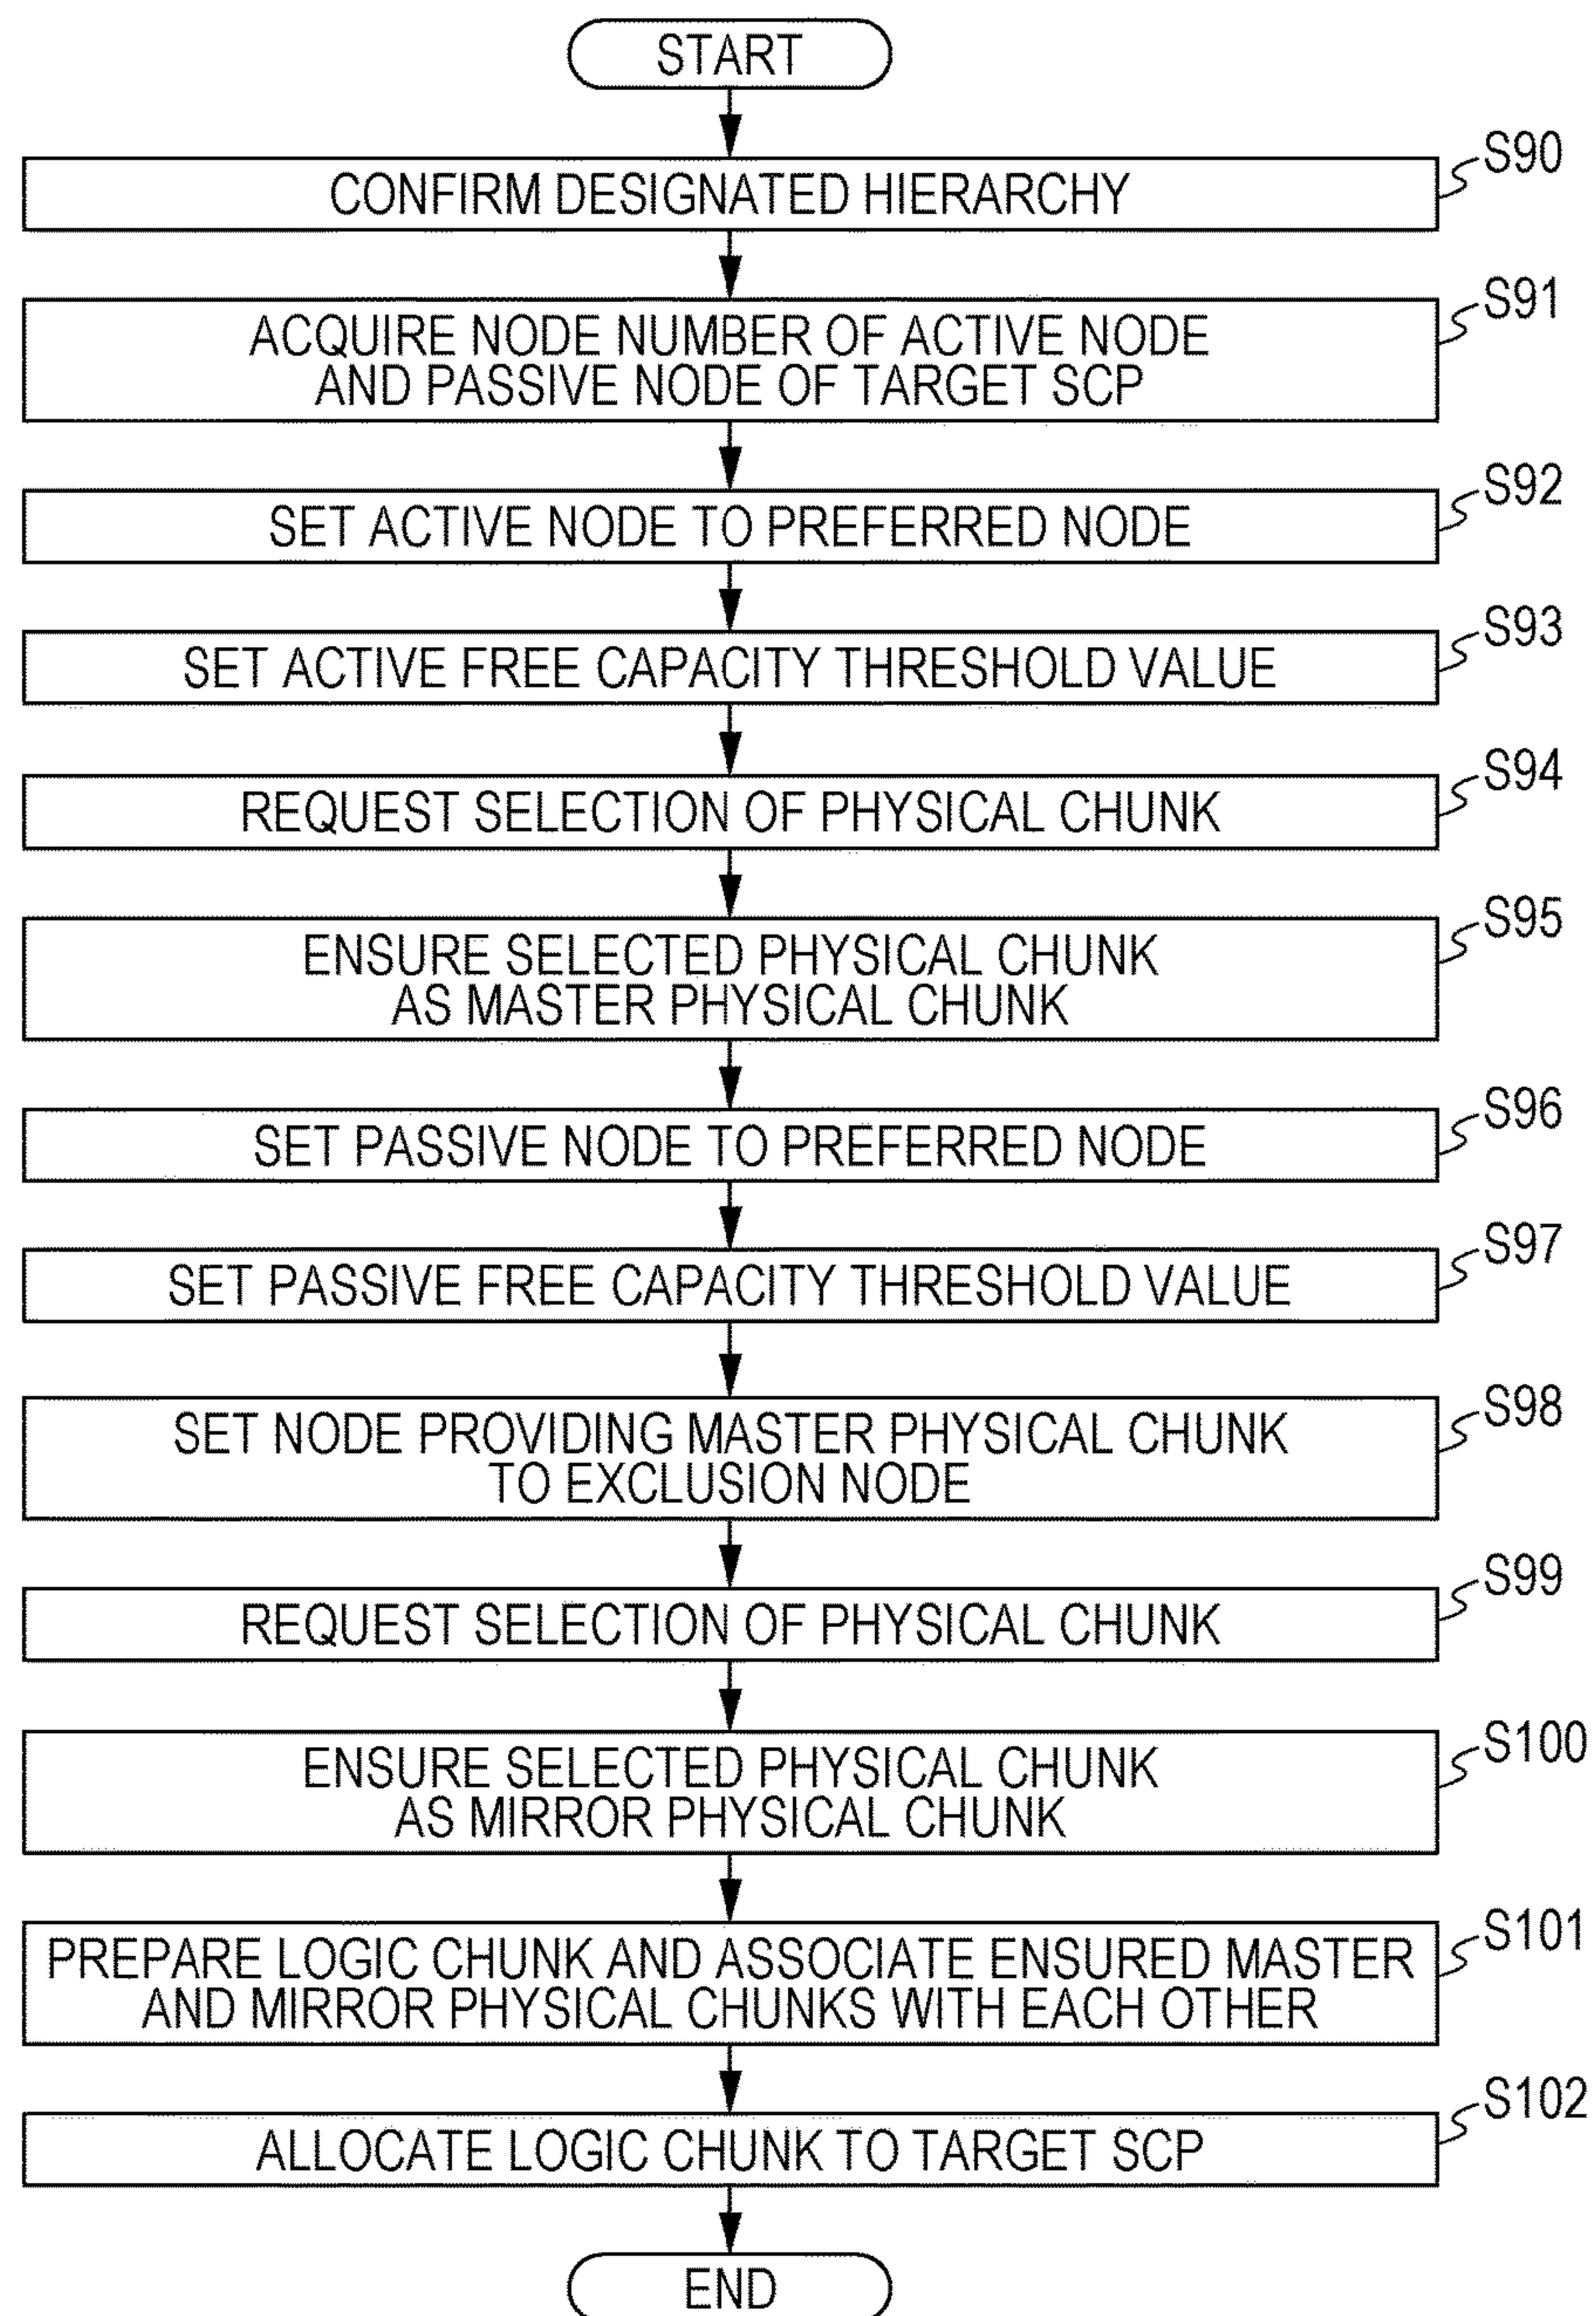 START
S90
CONFIRM DESIGNATED HIERARCHY
S91
ACQUIRE NODE NUMBER OF ACTIVE NODE
AND PASSIVE NODE OF TARGET SCP
S92
SET ACTIVE NODE TO PREFERRED NODE
S93
SET ACTIVE FREE CAPACITY THRESHOLD VALUE
S94
REQUEST SELECTION OF PHYSICAL CHUNK
S95
ENSURE SELECTED PHYSICAL CHUNK
AS MASTER PHYSICAL CHUNK
S96
SET PASSIVE NODE TO PREFERRED NODE
S97
SET PASSIVE FREE CAPACITY THRESHOLD VALUE
S98
SET NODE PROVIDING MASTER PHYSICAL CHUNK
TO EXCLUSION NODE
S99
REQUEST SELECTION OF PHYSICAL CHUNK
S100
ENSURE SELECTED PHYSICAL CHUNK
AS MIRROR PHYSICAL CHUNK
S101
PREPARE LOGIC CHUNK AND ASSOCIATE ENSURED MASTER
AND MIRROR PHYSICAL CHUNKS WITH EACH OTHER
S102
ALLOCATE LOGIC CHUNK TO TARGET SCP
END